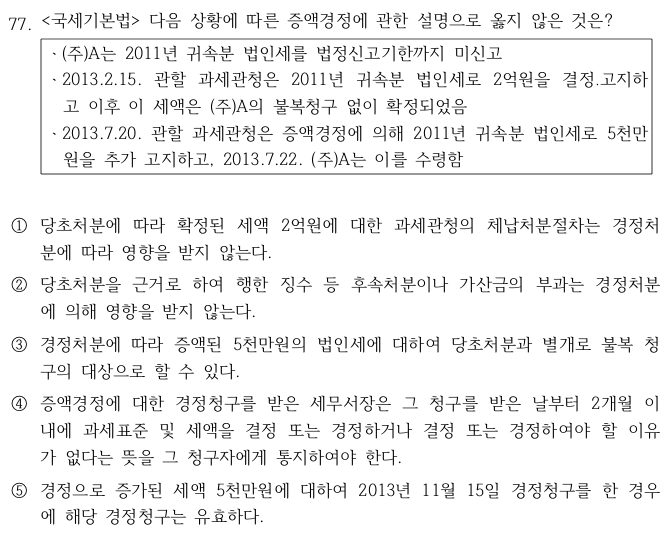 77. <국세기본법> 다음 상황에 따른 증액경정에 관한 설명으로 옳지 않은 것은?
、(주)A는 2011년 귀속분 법인세를 법정신고기한까지 미신고
、2013.2.15. 관할 과세관청은 2011년 귀속분 법인세로 2억원을 결정.고지하
고 이후 이 세액은 (주)A의 불복청구 없이 확정되었음
、2013.7.20. 관할 과세관청은 증액경정에 의해 2011년 귀속분 법인세로 5천만
원을 추가 고지하고, 2013.7.22. (주)A는 이를 수령함
① 당초처분에 따라 확정된 세액 2억원에 대한 과세관청의 체납처분절차는 경정처
분에 따라 영향을 받지 않는다.
② 당초처분을 근거로 하여 행한 징수 등 후속처분이나 가산금의 부과는 경정처분
에 의해 영향을 받지 않는다.
③ 경정처분에 따라 증액된 5천만원의 법인세에 대하여 당초처분과 별개로 불복 청
구의 대상으로 할 수 있다.
④ 증액경정에 대한 경정청구를 받은 세무서장은 그 청구를 받은 날부터 2개월 이
내에 과세표준 및 세액을 결정 또는 경정하거나 결정 또는 경정하여야 할 이유
가 없다는 뜻을 그 청구자에게 통지하여야 한다.
⑤ 경정으로 증가된 세액 5천만원에 대하여 2013년 11월 15일 경정청구를 한 경우
에 해당 경정청구는 유효하다.